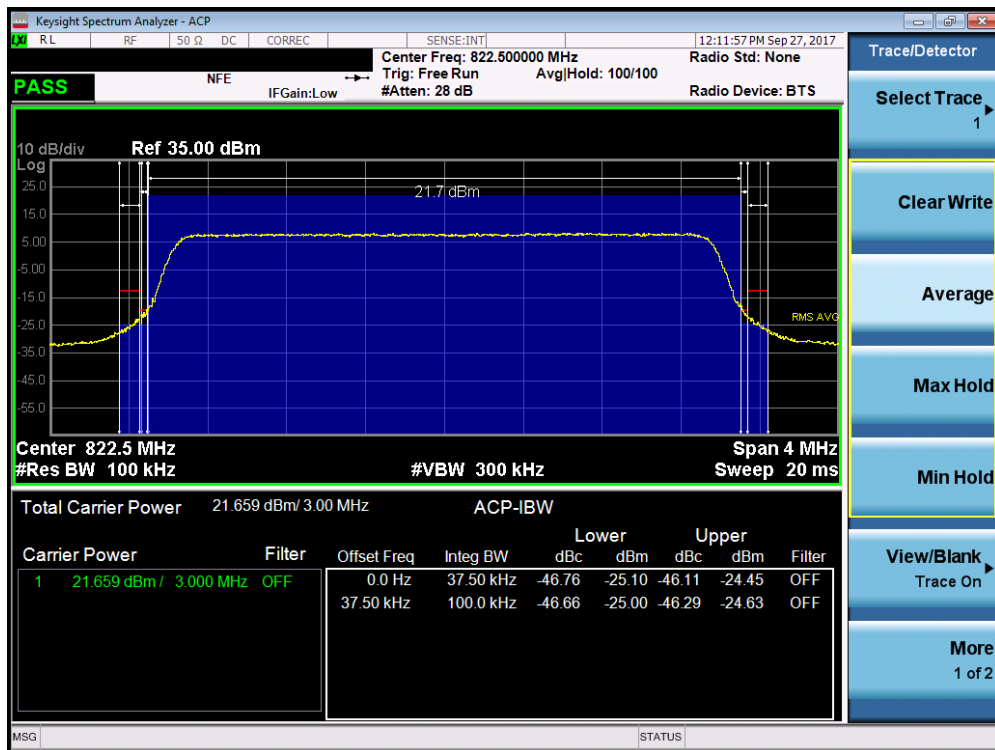 Keysight Spectrum Analyzer - ACP
LXI RL RF 50 Ω DC CORREC SENSE:INT 12:11:57 PM Sep 27, 2017
Center Freq: 822.500000 MHz Radio Std: None
PASS NFE Trig: Free Run Avg|Hold: 100/100
IFGain:Low #Atten: 28 dB Radio Device: BTS
10 dB/div Ref 35.00 dBm
Log
25.0
21.7 dBm
15.0
5.00
-5.00
-15.0
RMS AVG
-25.0
-35.0
-45.0
-55.0
Center 822.5 MHz Span 4 MHz
#Res BW 100 kHz #VBW 300 kHz Sweep 20 ms
Total Carrier Power 21.659 dBm/ 3.00 MHz ACP-IBW
Lower Upper
Carrier Power Filter Offset Freq Integ BW dBc dBm dBc dBm Filter
1 21.659 dBm / 3.000 MHz OFF 0.0 Hz 37.50 kHz -46.76 -25.10 -46.11 -24.45 OFF
37.50 kHz 100.0 kHz -46.66 -25.00 -46.29 -24.63 OFF
MSG STATUS
Trace/Detector
Select Trace
1
Clear Write
Average
Max Hold
Min Hold
View/Blank
Trace On
More
1 of 2